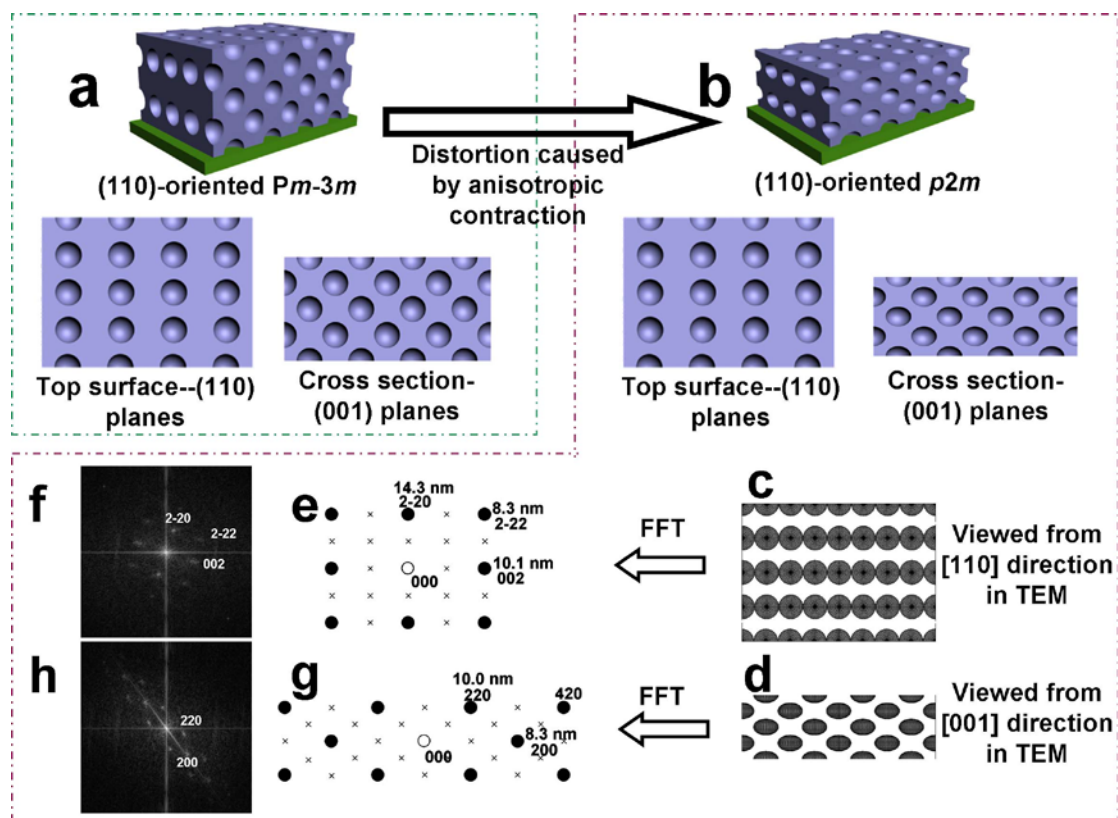 a
(110)-oriented Pm-3m
Distortion caused
by anisotropic
contraction
b
(110)-oriented p2m
Top surface--(110)
planes
Cross section-
(001) planes
Top surface--(110)
planes
Cross section-
(001) planes
f
2-20
2-22
002
e
14.3 nm
2-20
8.3 nm
2-22
10.1 nm
002
000
FFT
c
Viewed from
[110] direction
in TEM
h
220
200
g
10.0 nm
220
420
8.3 nm
200
000
FFT
d
Viewed from
[001] direction
in TEM